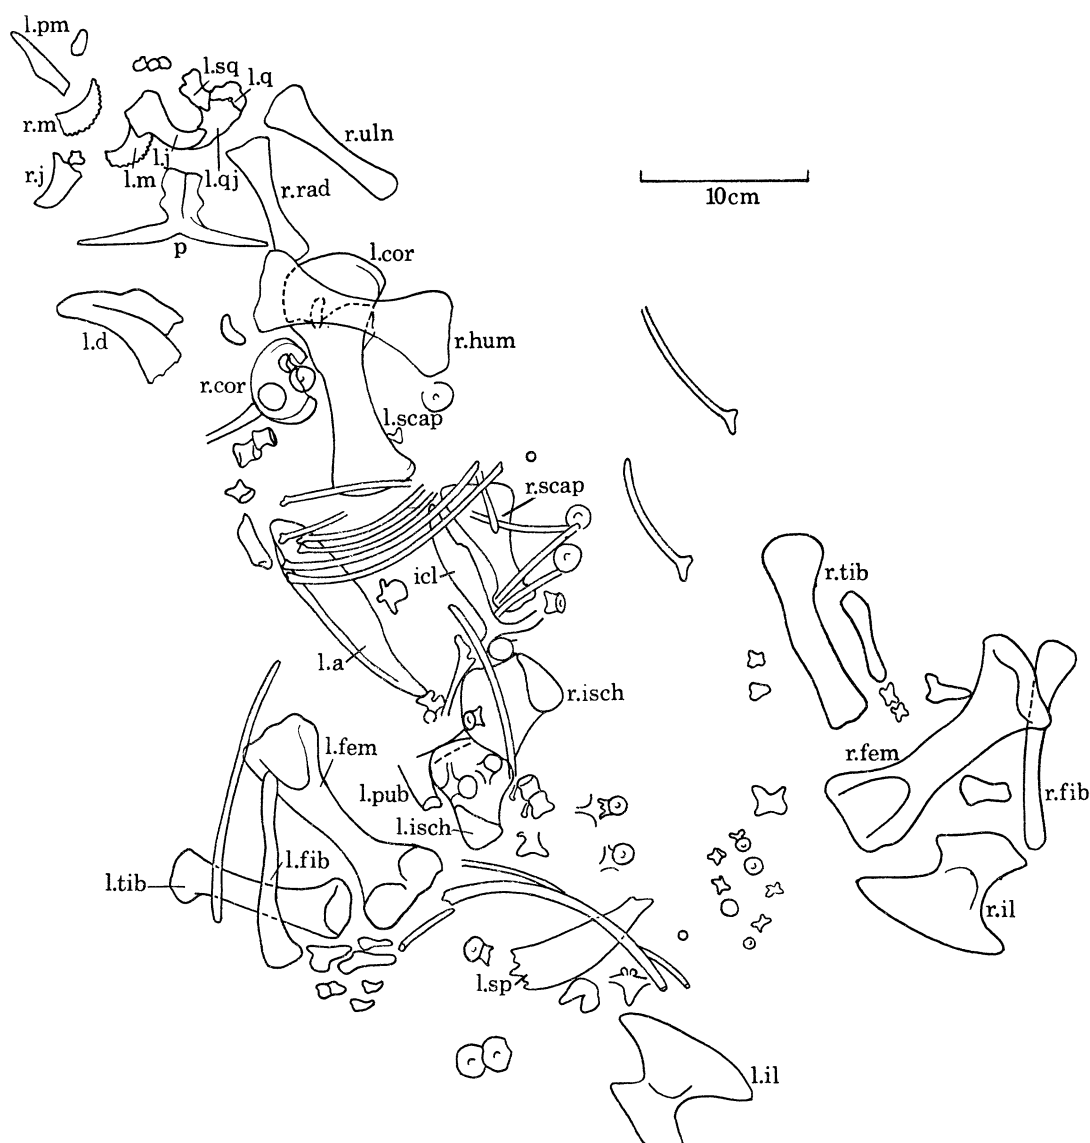 l.pm
l.sq
l.q
r.m
r.uln
l.j
r.j
l.m
l.qj
r.rad
10cm
p
l.cor
l.d
r.hum
r.cor
l.scap
r.scap
icl
r.tib
l.a
r.isch
l.fem
r.fem
l.pub
r.fib
l.isch
l.fib
l.tib
r.il
l.sp
l.il